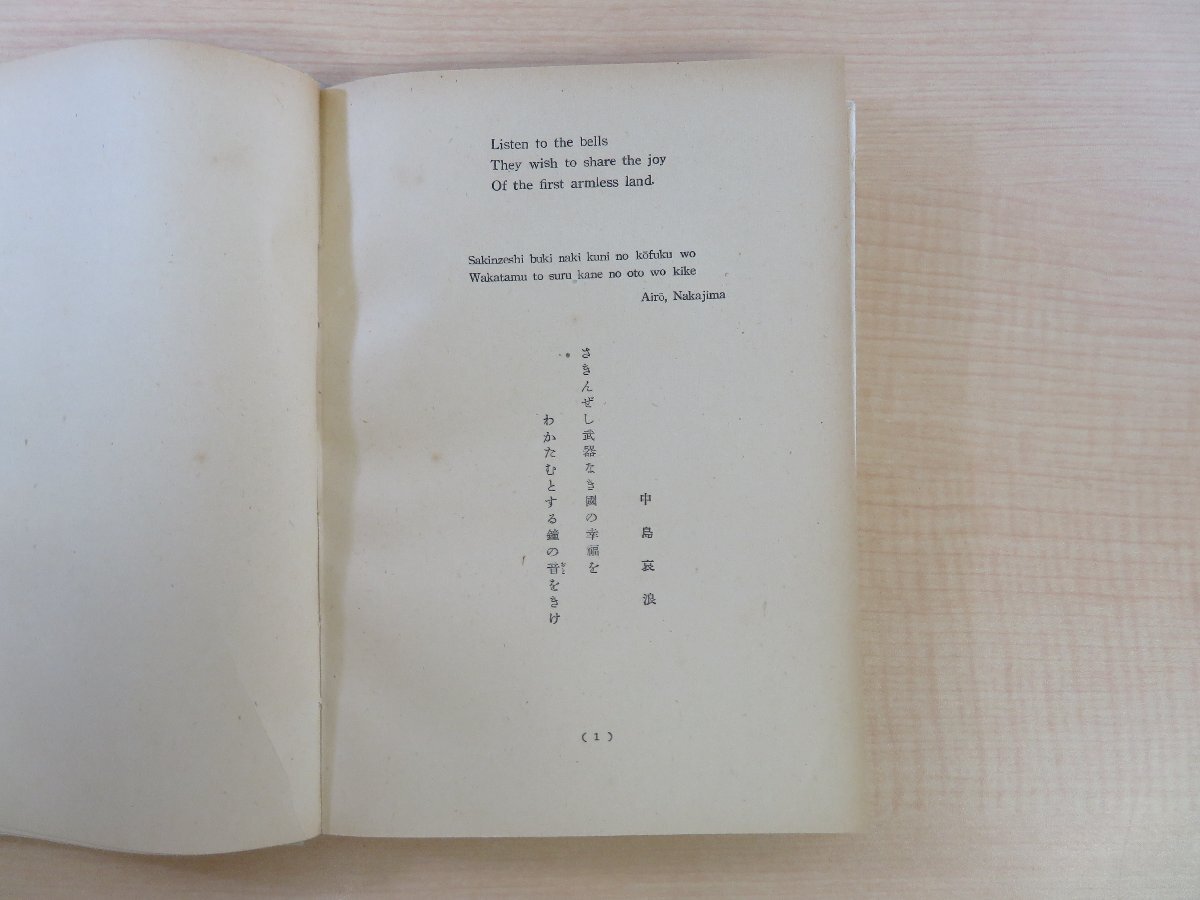 Listen to the bells
They wish to share the joy
Of the first armless land.
Sakinzeshi buki naki kuni no kōfuku wo
Wakatamu to suru kane no oto wo kike
Airō, Nakajima
中島哀浪
さきんぜし武器なき國の幸福を
わかたむとする鐘の音をきけ
おと
( 1 )